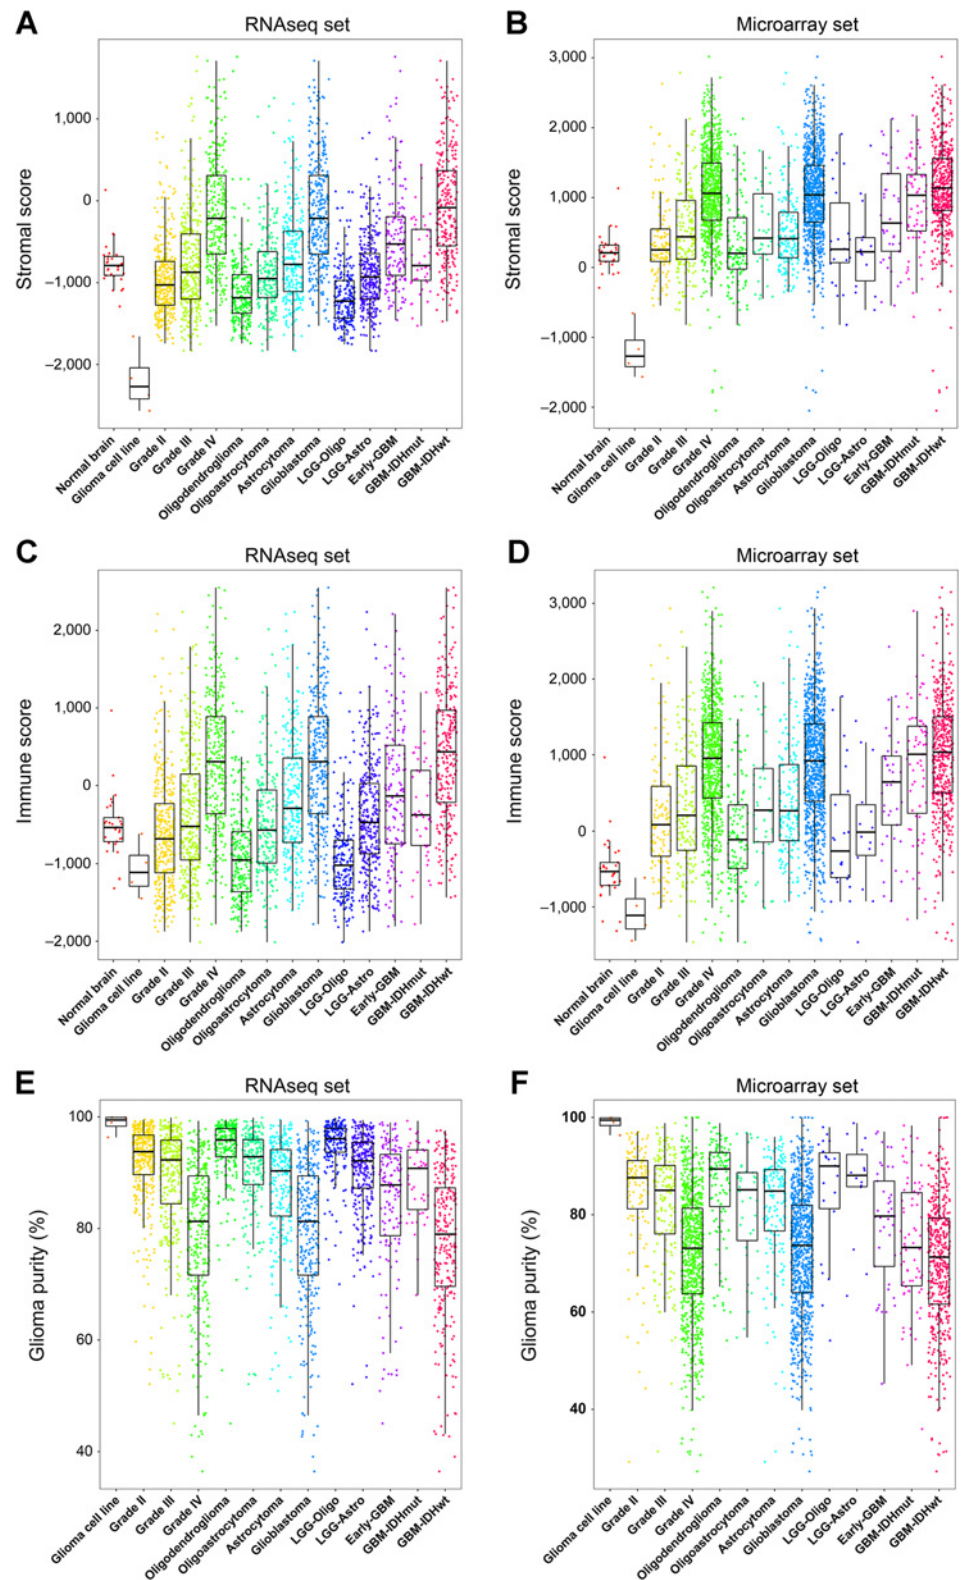 A
RNAseq set
B
Microarray set
Stromal score
1,000
0
−1,000
−2,000
Normal brain
Glioma cell line
Grade II
Grade III
Grade IV
Oligodendroglioma
Oligoastrocytoma
Astrocytoma
Glioblastoma
LGG-Oligo
LGG-Astro
Early-GBM
GBM-IDHmut
GBM-IDHwt
Stromal score
3,000
2,000
1,000
0
−1,000
−2,000
Normal brain
Glioma cell line
Grade II
Grade III
Grade IV
Oligodendroglioma
Oligoastrocytoma
Astrocytoma
Glioblastoma
LGG-Oligo
LGG-Astro
Early-GBM
GBM-IDHmut
GBM-IDHwt
C
RNAseq set
D
Microarray set
Immune score
2,000
1,000
0
−1,000
−2,000
Normal brain
Glioma cell line
Grade II
Grade III
Grade IV
Oligodendroglioma
Oligoastrocytoma
Astrocytoma
Glioblastoma
LGG-Oligo
LGG-Astro
Early-GBM
GBM-IDHmut
GBM-IDHwt
Immune score
3,000
2,000
1,000
0
−1,000
Normal brain
Glioma cell line
Grade II
Grade III
Grade IV
Oligodendroglioma
Oligoastrocytoma
Astrocytoma
Glioblastoma
LGG-Oligo
LGG-Astro
Early-GBM
GBM-IDHmut
GBM-IDHwt
E
RNAseq set
F
Microarray set
Glioma purity (%)
100
80
60
40
Glioma cell line
Grade II
Grade III
Grade IV
Oligodendroglioma
Oligoastrocytoma
Astrocytoma
Glioblastoma
LGG-Oligo
LGG-Astro
Early-GBM
GBM-IDHmut
GBM-IDHwt
Glioma purity (%)
100
80
60
40
Glioma cell line
Grade II
Grade III
Grade IV
Oligodendroglioma
Oligoastrocytoma
Astrocytoma
Glioblastoma
LGG-Oligo
LGG-Astro
Early-GBM
GBM-IDHmut
GBM-IDHwt